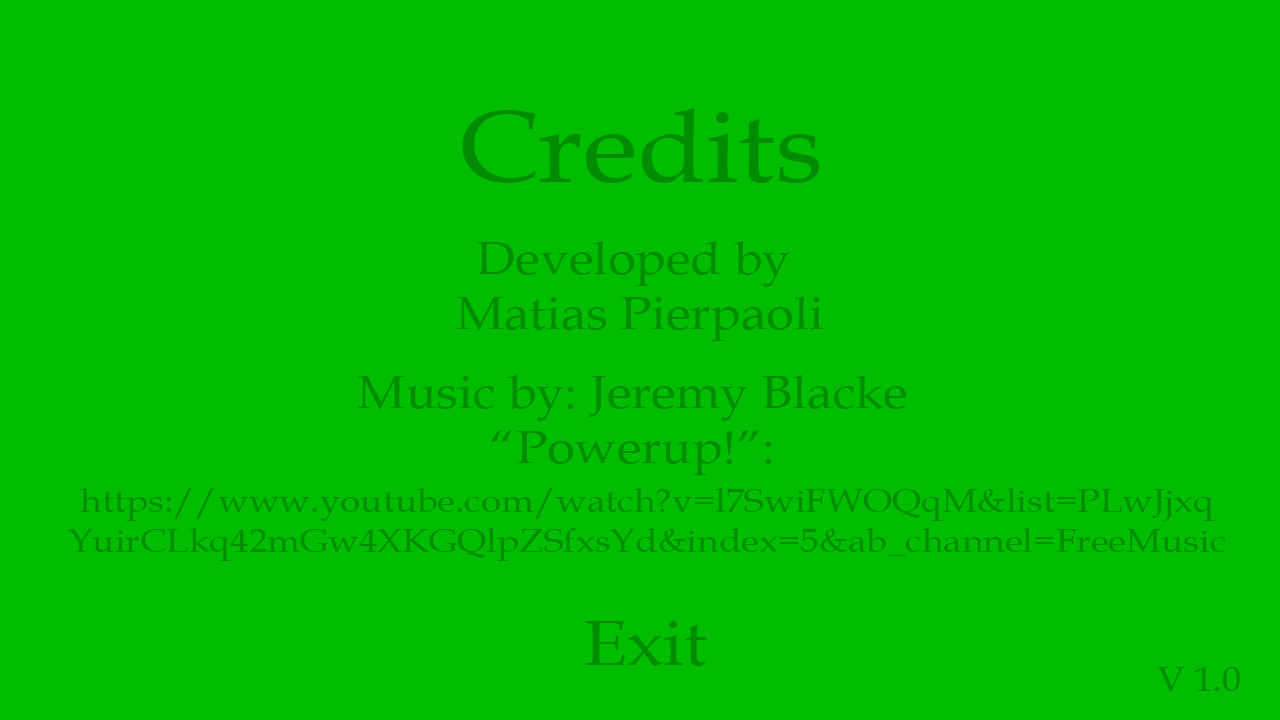 Credits
Developed by
Matias Pierpaoli
Music by: Jeremy Blacke
“Powerup!”:
https://www.youtube.com/watch?v=l7SwiFWOQqM&list=PLwJjxq
YuirCLkq42mGw4XKGQlpZSfxsYd&index=5&ab_channel=FreeMusic
Exit
V 1.0